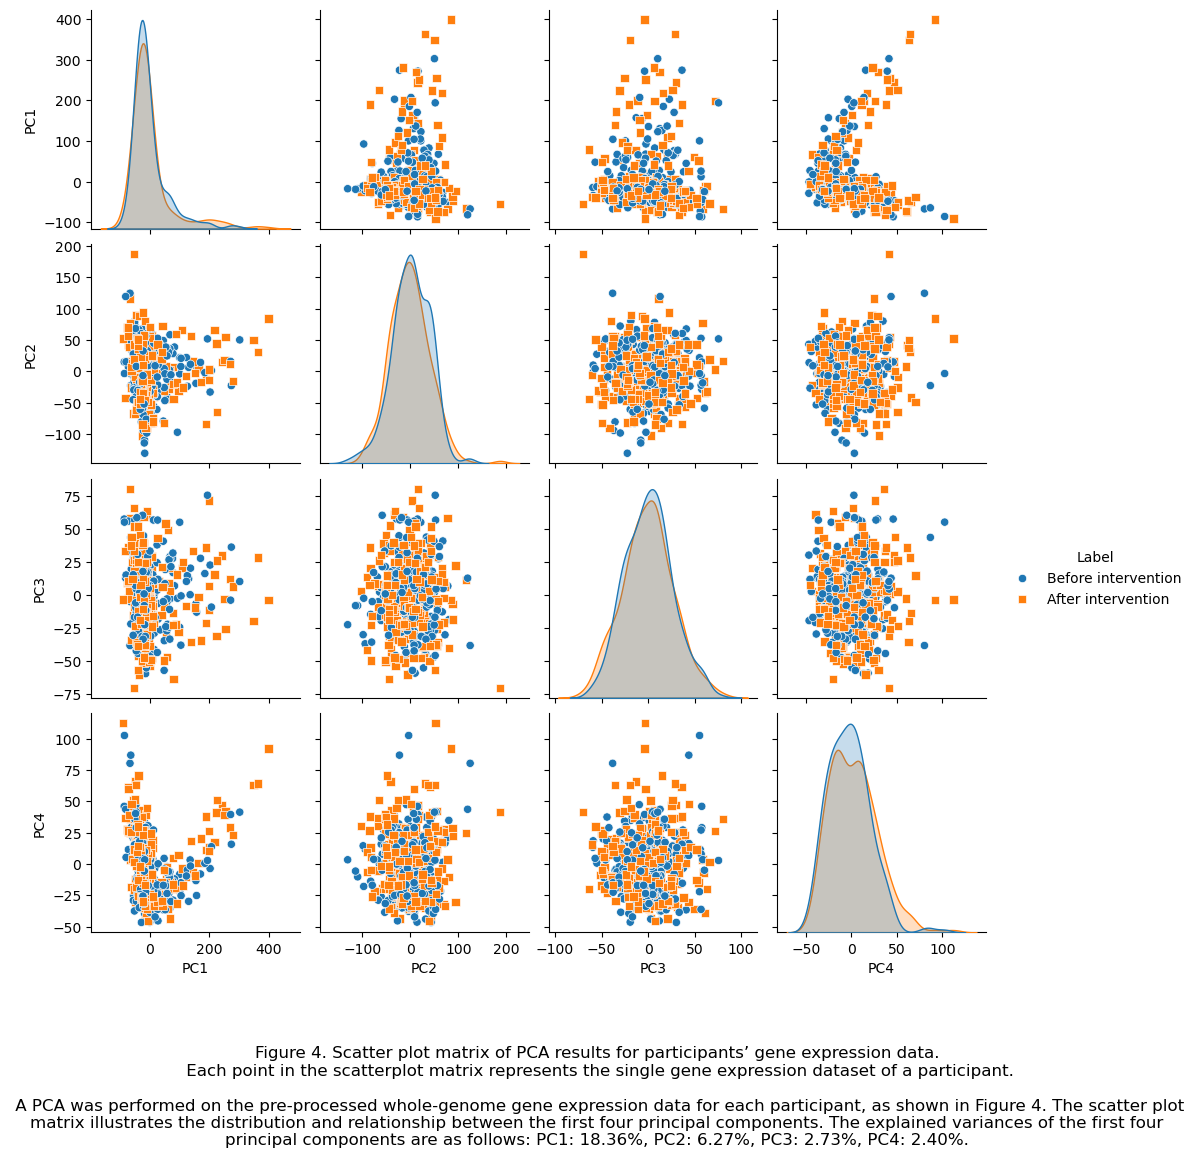 400
300
200
100
0
−100
PC1
200
150
100
50
0
−50
−100
PC2
75
50
25
0
−25
−50
−75
PC3
100
75
50
25
0
−25
−50
PC4
0 200 400
PC1
−100 0 100 200
PC2
−100 −50 0 50 100
PC3
−50 0 50 100
PC4
Label
Before intervention
After intervention
Figure 4. Scatter plot matrix of PCA results for participants’ gene expression data.
Each point in the scatterplot matrix represents the single gene expression dataset of a participant.
A PCA was performed on the pre-processed whole-genome gene expression data for each participant, as shown in Figure 4. The scatter plot
matrix illustrates the distribution and relationship between the first four principal components. The explained variances of the first four
principal components are as follows: PC1: 18.36%, PC2: 6.27%, PC3: 2.73%, PC4: 2.40%.